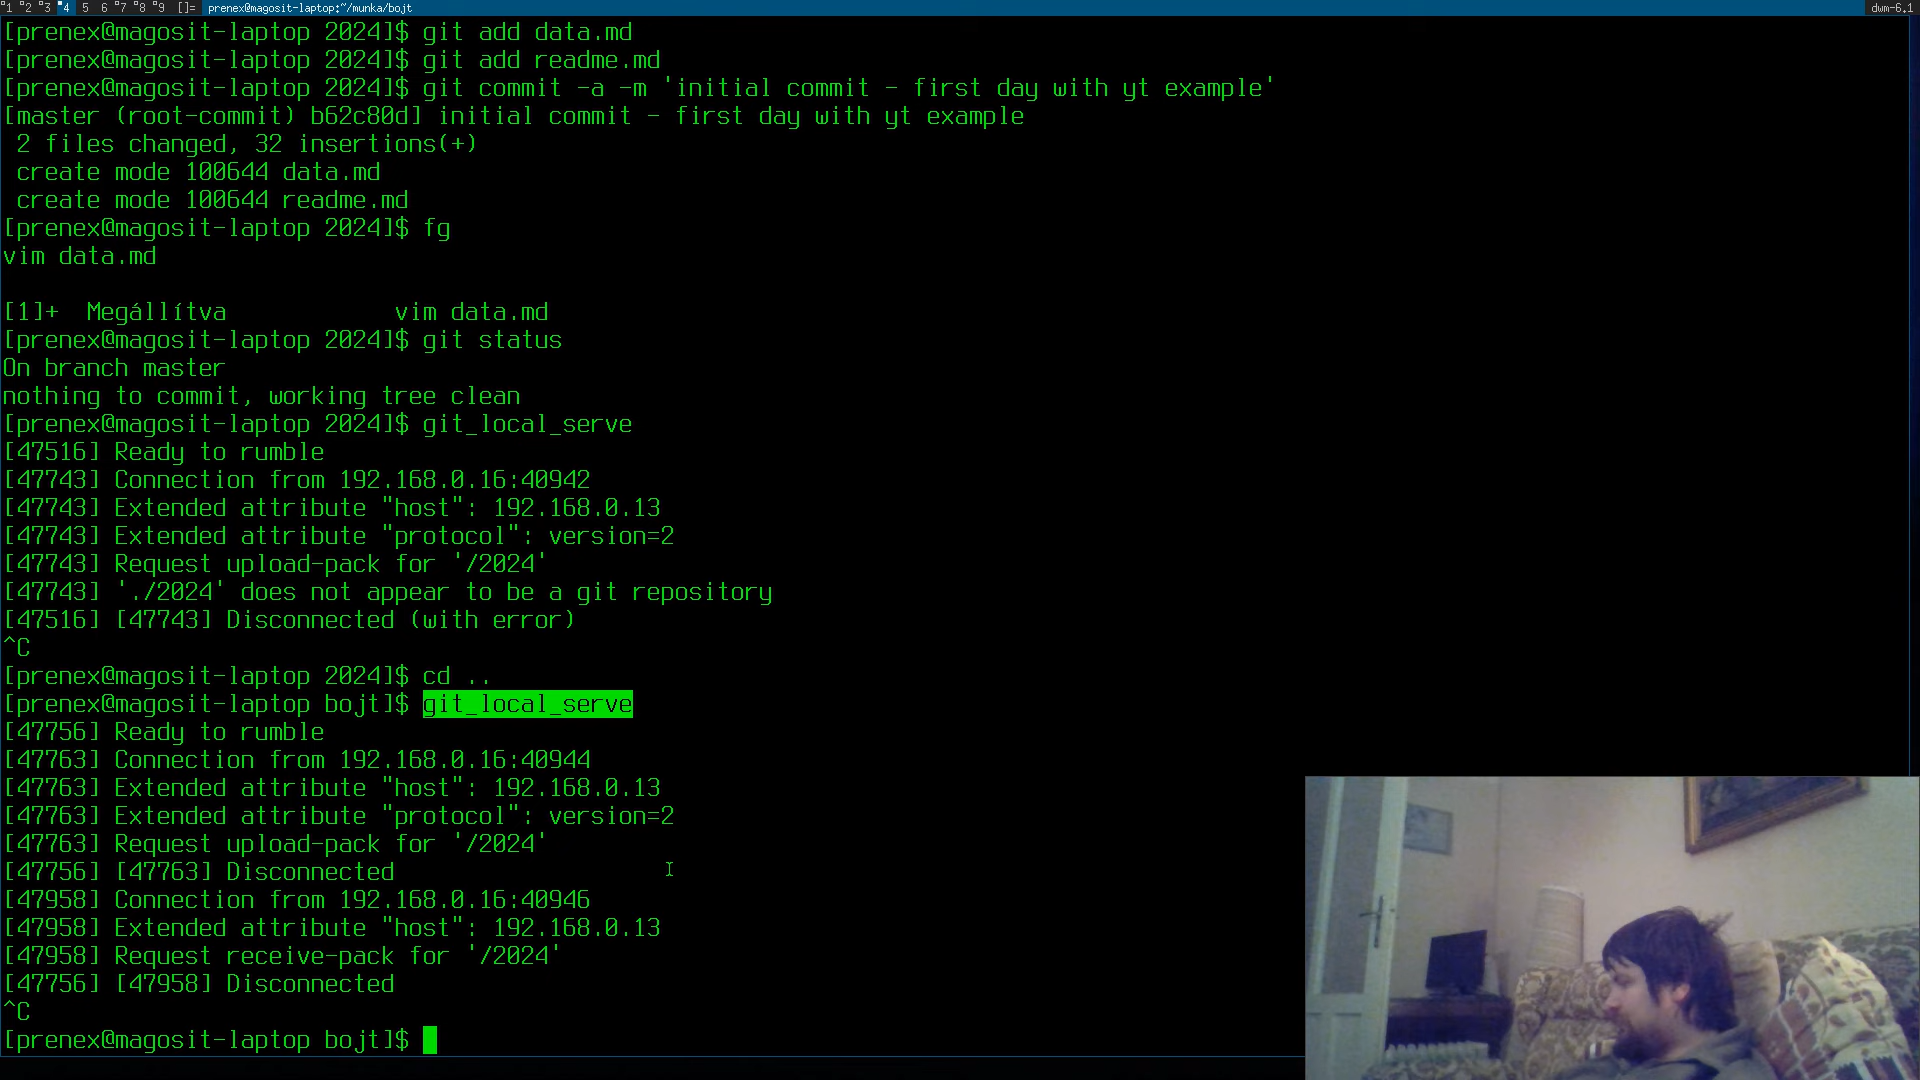 1 2 3 4 5 6 7 8 9 []= prenex@magosit-laptop:~/munka/bojt dwm-6.1
[prenex@magosit-laptop 2024]$ git add data.md
[prenex@magosit-laptop 2024]$ git add readme.md
[prenex@magosit-laptop 2024]$ git commit -a -m 'initial commit - first day with yt example'
[master (root-commit) b62c80d] initial commit - first day with yt example
 2 files changed, 32 insertions(+)
 create mode 100644 data.md
 create mode 100644 readme.md
[prenex@magosit-laptop 2024]$ fg
vim data.md
[1]+  Megállítva            vim data.md
[prenex@magosit-laptop 2024]$ git status
On branch master
nothing to commit, working tree clean
[prenex@magosit-laptop 2024]$ git_local_serve
[47516] Ready to rumble
[47743] Connection from 192.168.0.16:40942
[47743] Extended attribute "host": 192.168.0.13
[47743] Extended attribute "protocol": version=2
[47743] Request upload-pack for '/2024'
[47743] './2024' does not appear to be a git repository
[47516] [47743] Disconnected (with error)
^C
[prenex@magosit-laptop 2024]$ cd ..
[prenex@magosit-laptop bojt]$ git_local_serve
[47756] Ready to rumble
[47763] Connection from 192.168.0.16:40944
[47763] Extended attribute "host": 192.168.0.13
[47763] Extended attribute "protocol": version=2
[47763] Request upload-pack for '/2024'
[47756] [47763] Disconnected
[47958] Connection from 192.168.0.16:40946
[47958] Extended attribute "host": 192.168.0.13
[47958] Request receive-pack for '/2024'
[47756] [47958] Disconnected
^C
[prenex@magosit-laptop bojt]$